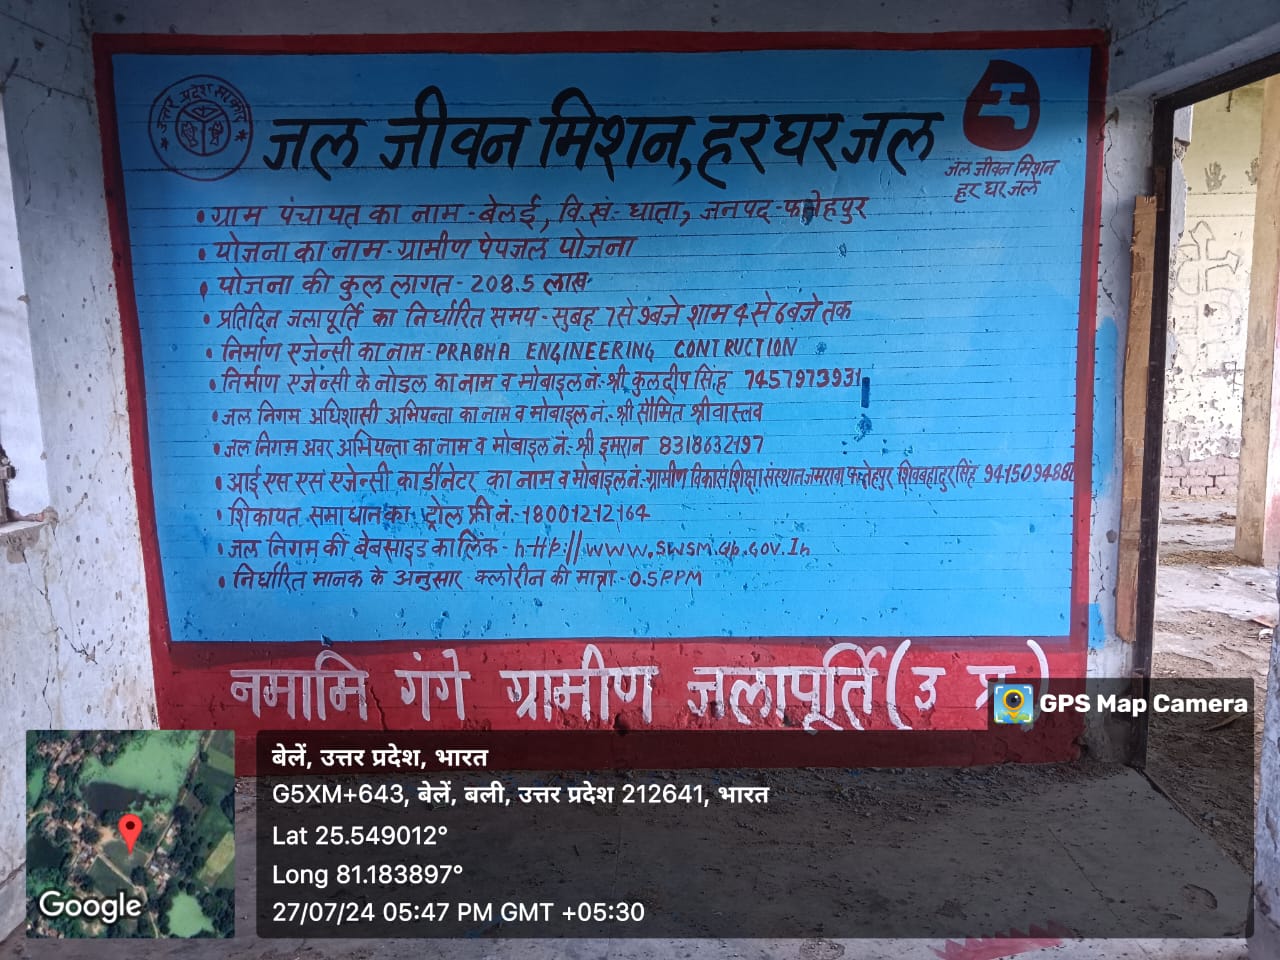 उत्तर प्रदेश सरकार
जल जीवन मिशन, हर घर जल
जल जीवन मिशन
हर घर जल
• ग्राम पंचायत का नाम - बेलई, वि.खं:- धाता, जनपद - फतेहपुर
• योजना का नाम - ग्रामीण पेयजल योजना
• योजना की कुल लागत - 208.5 लाख
• प्रतिदिन जलापूर्ति का निर्धारित समय - सुबह 7 से 9 बजे शाम 4 से 6 बजे तक
• निर्माण एजेन्सी का नाम - PRABHA ENGINEERING CONTRUCTION
• निर्माण एजेन्सी के नोडल का नाम व मोबाइल नं.- श्री कुलदीप सिंह 7457973931
• जल निगम अधिशासी अभियन्ता का नाम व मोबाइल नं.- श्री सौमित श्रीवास्तव
• जल निगम अवर अभियन्ता का नाम व मोबाइल नं.- श्री इमरान 8318632197
• आई एस एस एजेन्सी कार्डीनेटर का नाम व मोबाइल नं.- ग्रामीण विकास शिक्षा संस्थान जमरावा फतेहपुर शिवबहादुर सिंह
• शिकायत समाधान का ट्रोल फ्री नं.- 18001212164
• जल निगम की बेबसाइड का लिंक - http://www.swsm.up.gov.In
• निर्धारित मानक के अनुसार क्लोरीन की मात्रा - 0.5 PPM
नमामि गंगे ग्रामीण जलापूर्ति (उ प्र.)
GPS Map Camera
बेलें, उत्तर प्रदेश, भारत
G5XM+643, बेलें, बली, उत्तर प्रदेश 212641, भारत
Lat 25.549012°
Long 81.183897°
27/07/24 05:47 PM GMT +05:30
Google